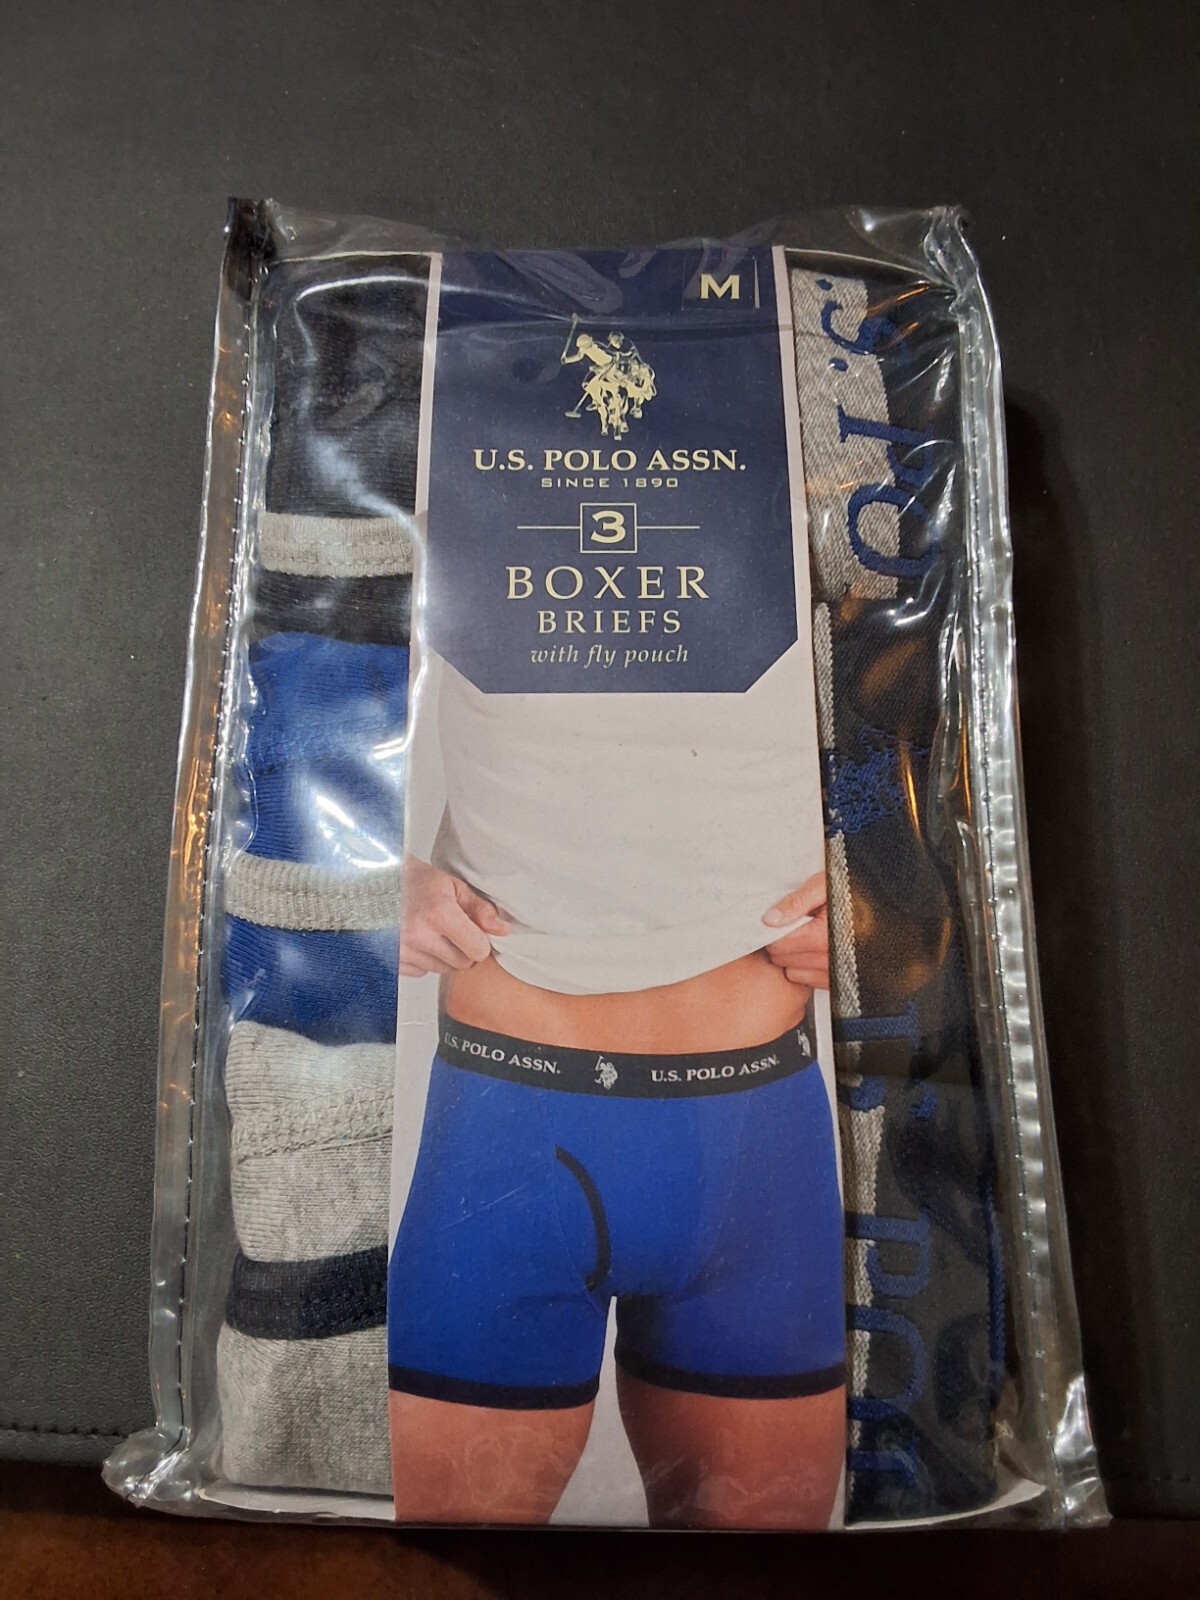 M
U.S. POLO ASSN.
SINCE 1890
3
BOXER
BRIEFS
with fly pouch
U.S. POLO ASSN.
U.S. POLO ASSN.